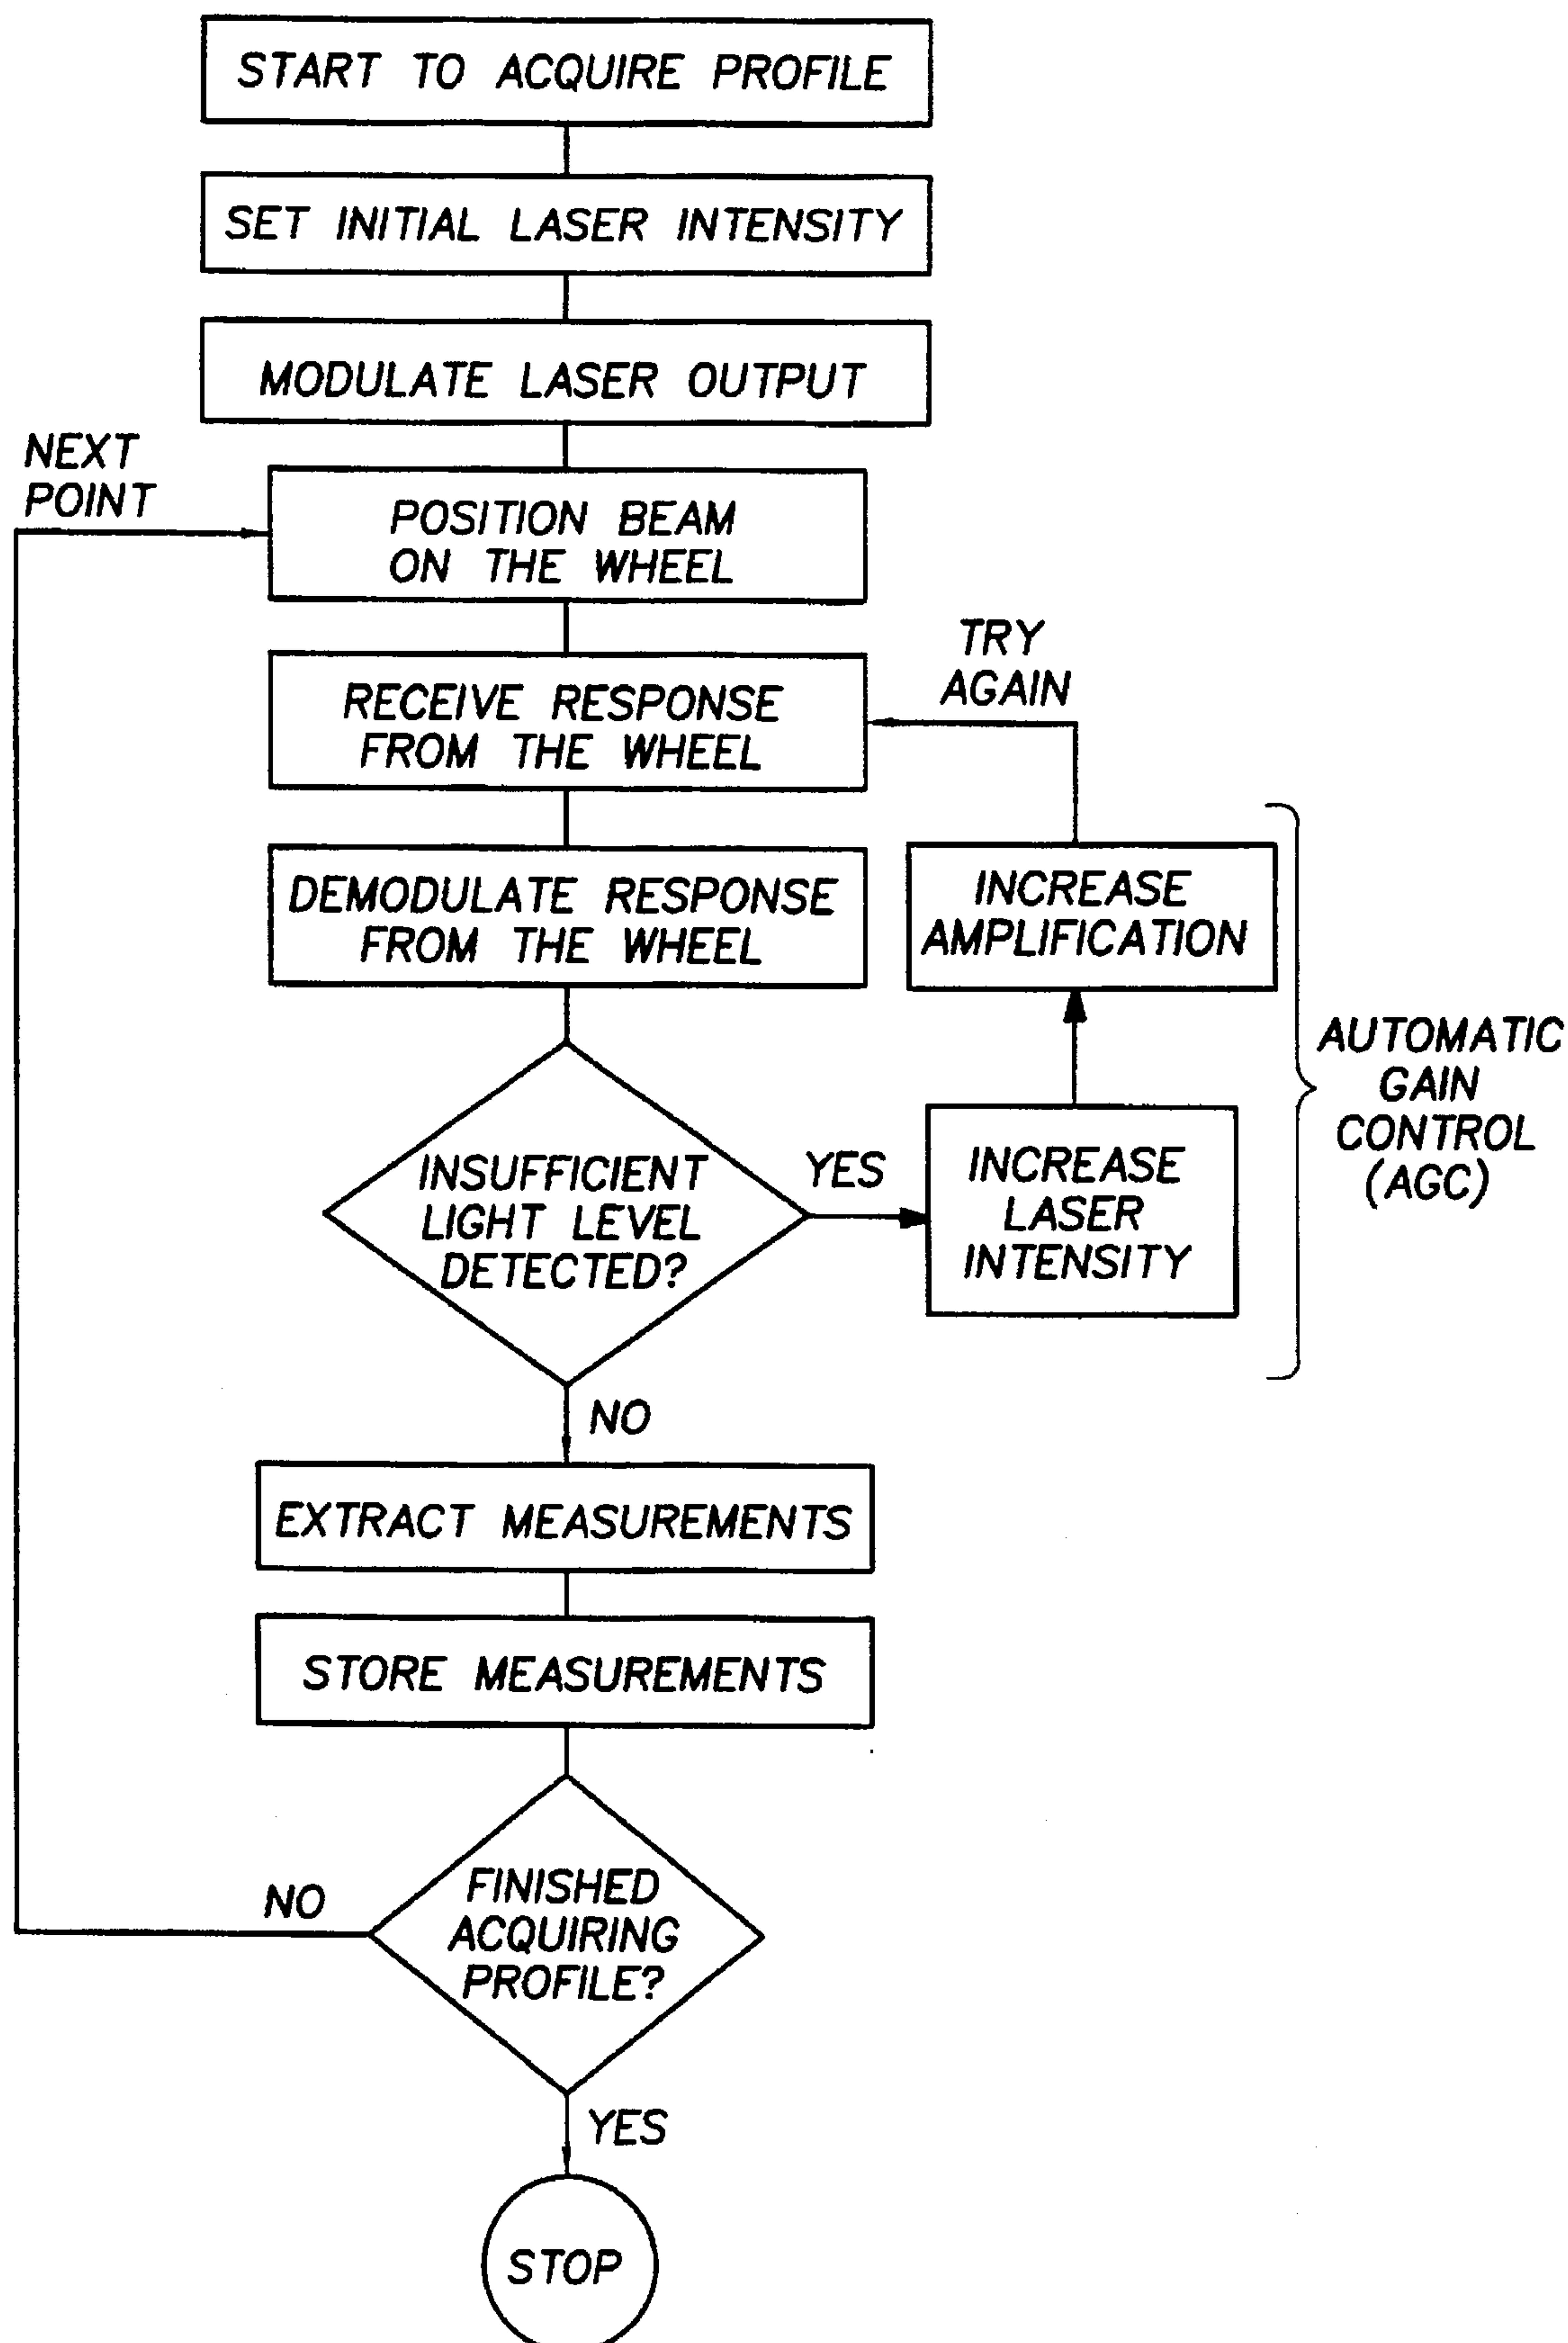 START TO ACQUIRE PROFILE
SET INITIAL LASER INTENSITY
MODULATE LASER OUTPUT
NEXT
POINT
POSITION BEAM
ON THE WHEEL
TRY
AGAIN
RECEIVE RESPONSE
FROM THE WHEEL
DEMODULATE RESPONSE
FROM THE WHEEL
INCREASE
AMPLIFICATION
AUTOMATIC
GAIN
CONTROL
(AGC)
INSUFFICIENT
LIGHT LEVEL
DETECTED?
YES
INCREASE
LASER
INTENSITY
NO
EXTRACT MEASUREMENTS
STORE MEASUREMENTS
FINISHED
ACQUIRING
PROFILE?
NO
YES
STOP